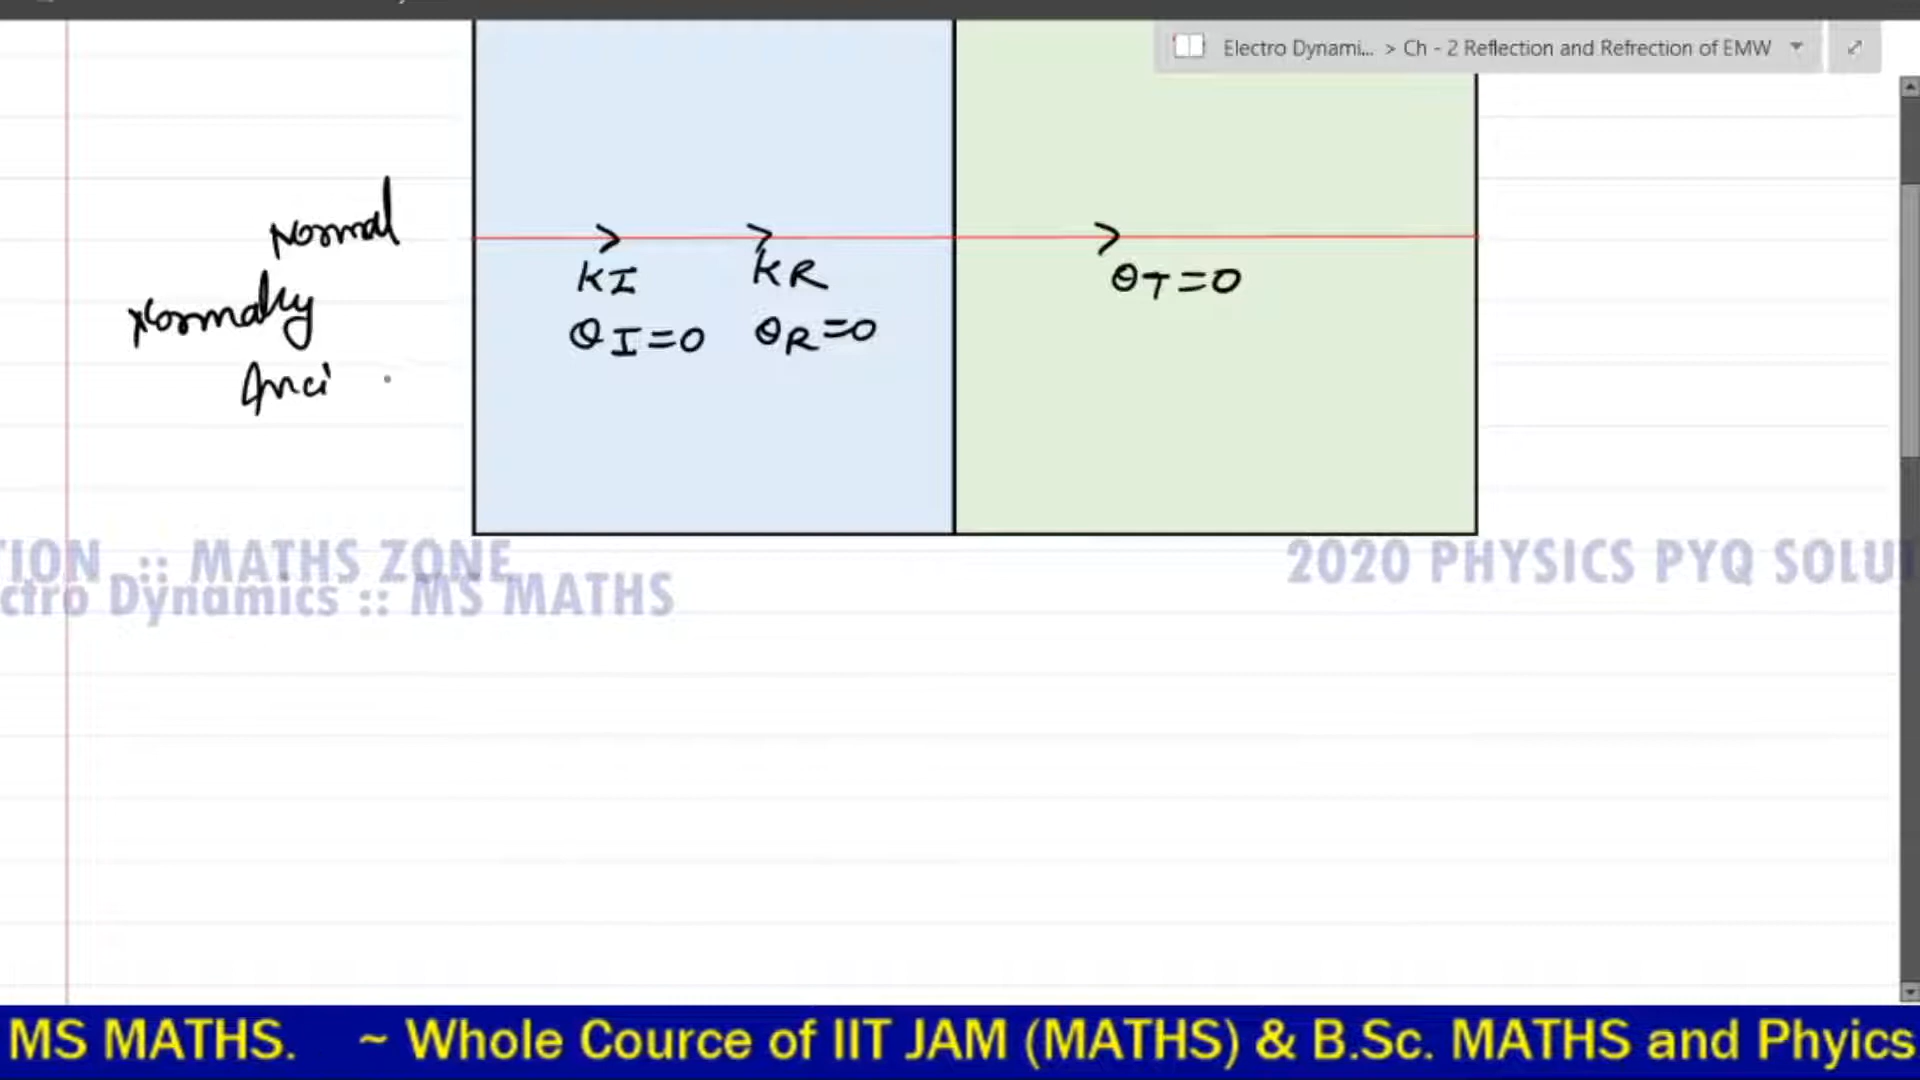 Electro Dynami... > Ch - 2 Reflection and Refrection of EMW
Normal
Normally
Inci
kI
kR
θI=0
θR=0
θT=0
TION :: MATHS ZONE
ctro Dynamics :: MS MATHS
2020 PHYSICS PYQ SOLU
MS MATHS. ~ Whole Cource of IIT JAM (MATHS) & B.Sc. MATHS and Phyics